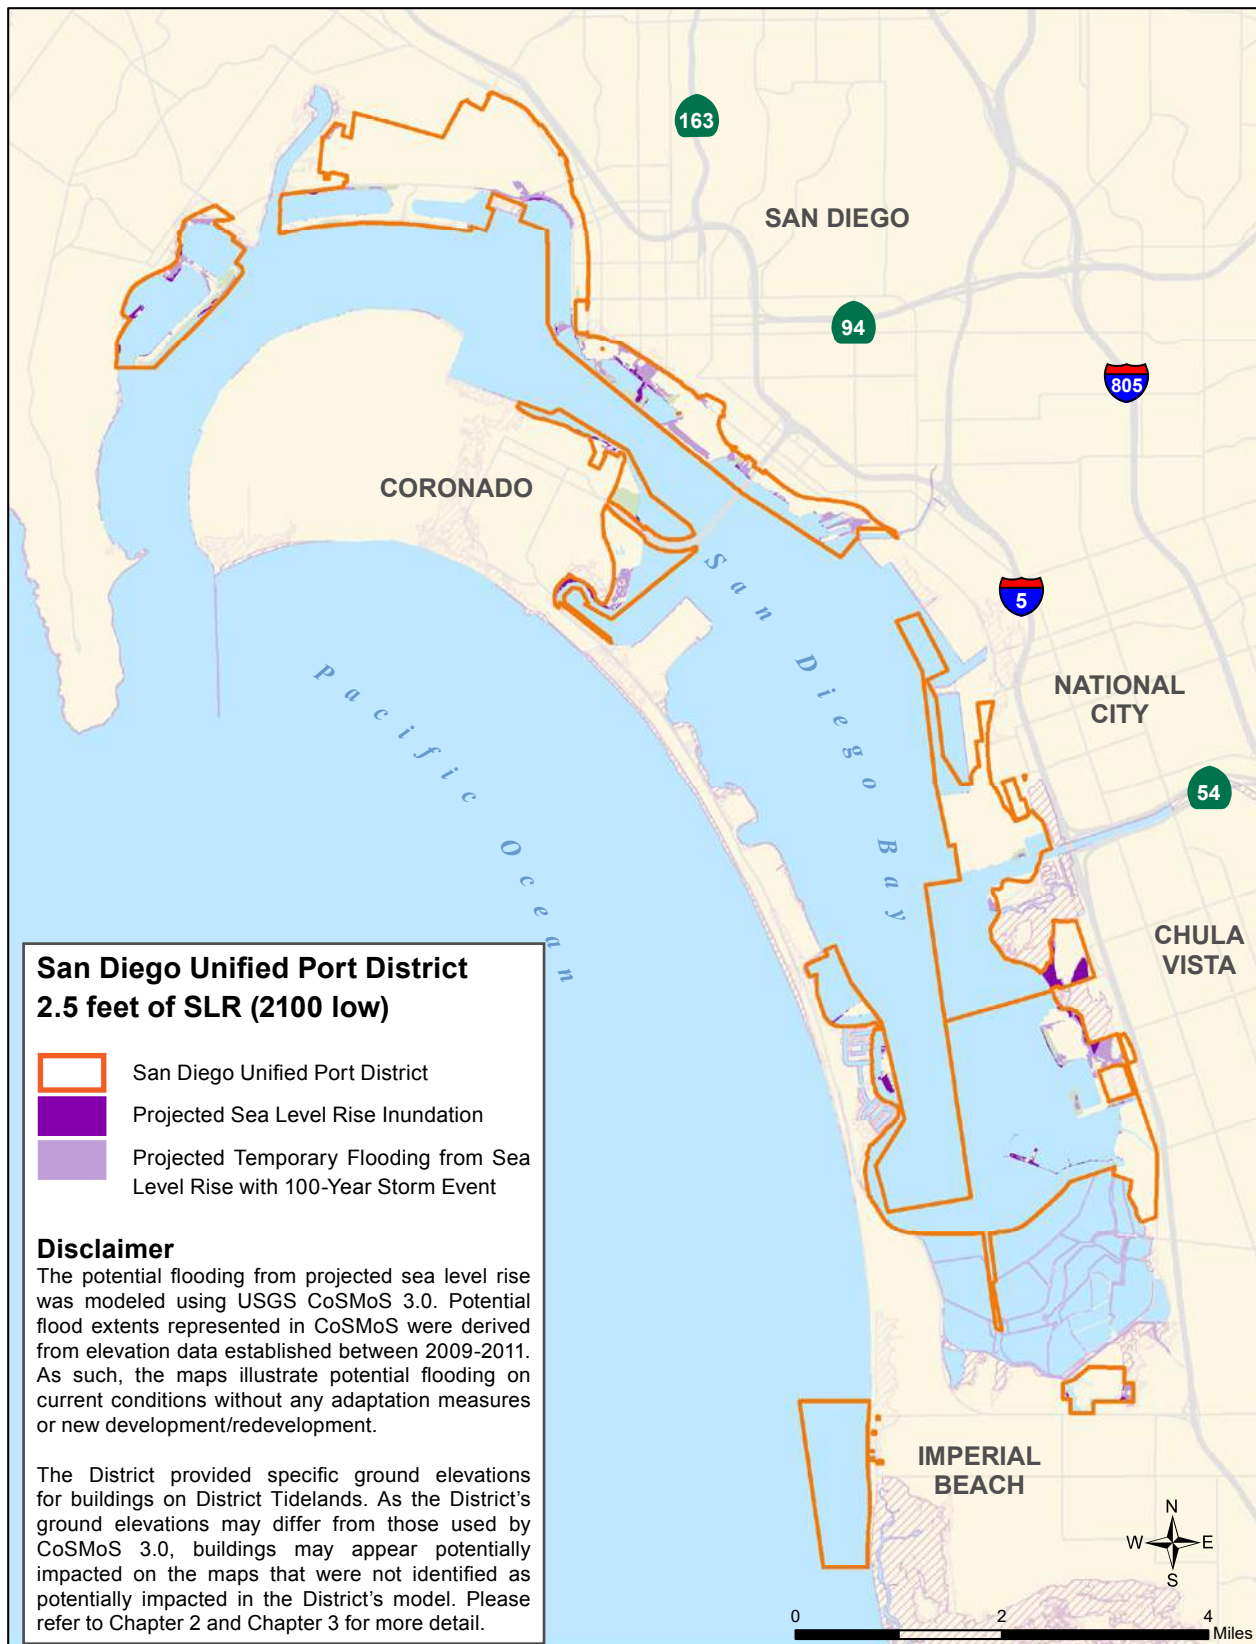 163
SAN DIEGO
94
805
CORONADO
San Diego Bay
5
Pacific Ocean
NATIONAL
CITY
54
CHULA
VISTA
San Diego Unified Port District
2.5 feet of SLR (2100 low)
San Diego Unified Port District
Projected Sea Level Rise Inundation
Projected Temporary Flooding from Sea
Level Rise with 100-Year Storm Event
Disclaimer
The potential flooding from projected sea level rise
was modeled using USGS CoSMoS 3.0. Potential
flood extents represented in CoSMoS were derived
from elevation data established between 2009-2011.
As such, the maps illustrate potential flooding on
current conditions without any adaptation measures
or new development/redevelopment.
The District provided specific ground elevations
for buildings on District Tidelands. As the District’s
ground elevations may differ from those used by
CoSMoS 3.0, buildings may appear potentially
impacted on the maps that were not identified as
potentially impacted in the District’s model. Please
refer to Chapter 2 and Chapter 3 for more detail.
IMPERIAL
BEACH
N
W E
S
0 2 4
Miles